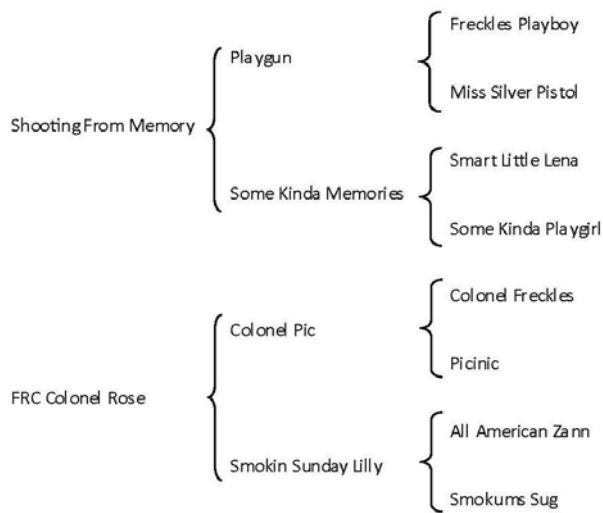 Freckles Playboy
Playgun
Miss Silver Pistol
Shooting From Memory
Smart Little Lena
Some Kinda Memories
Some Kinda Playgirl
Colonel Freckles
Colonel Pic
Picinic
FRC Colonel Rose
All American Zann
Smokin Sunday Lilly
Smokums Sug